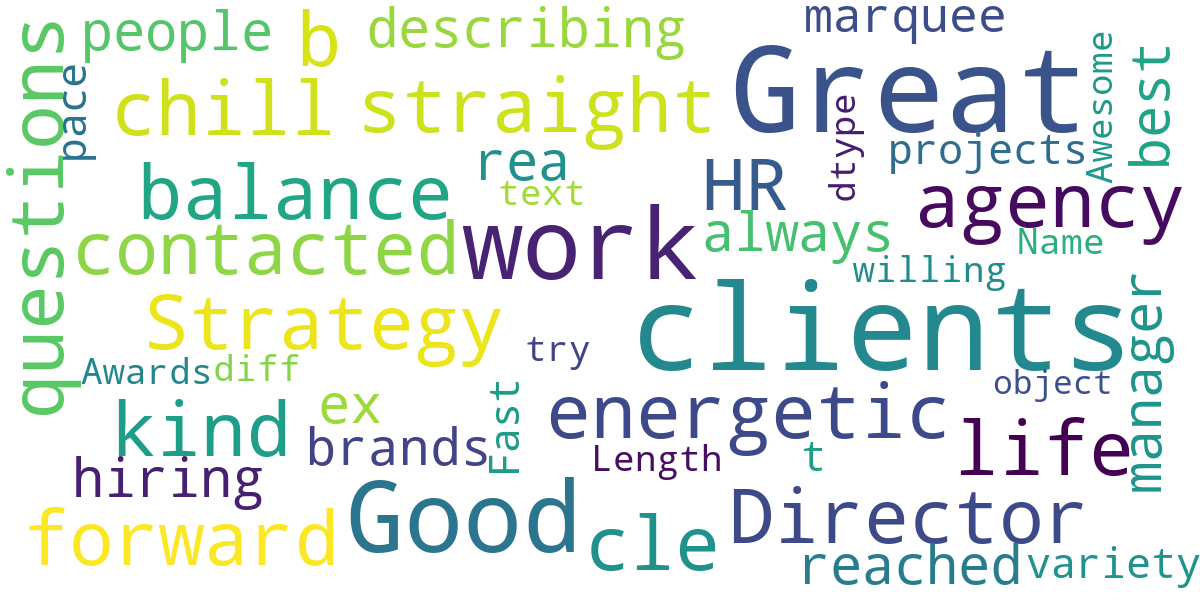 people
b
describing
marquee
questions
pace
chill
straight
Great
dtype
Awesome
best
rea
text
HR
projects
balance
agency
contacted
work
always
Name
willing
Strategy
clients
manager
Awards
diff
try
object
kind
ex
Fast
energetic
life
brands
Length
t
hiring
forward
Good
cle
Director
reached
variety